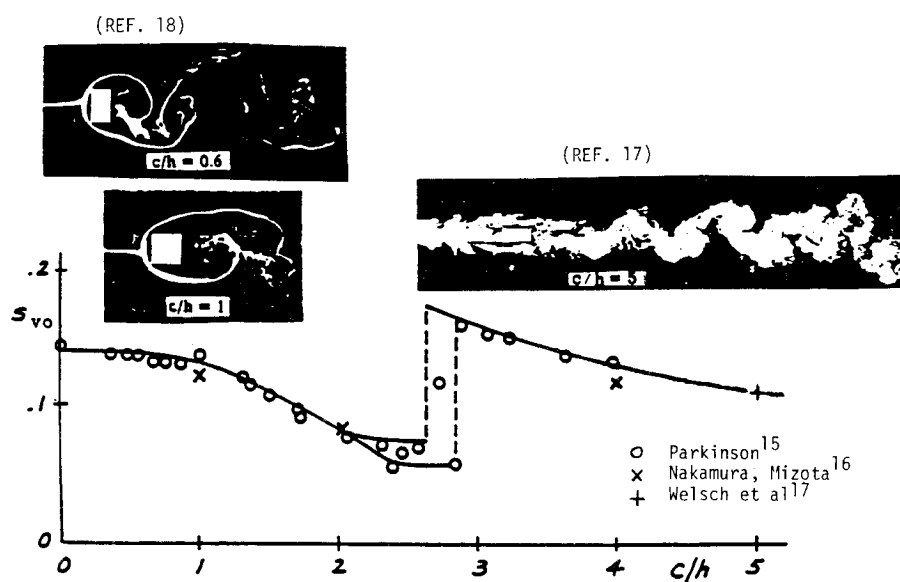 (REF. 18)
c/h = 0.6
(REF. 17)
c/h = 1
c/h = 5
.2
S vo
.1
0
O Parkinson15
x Nakamura, Mizota16
+ Welsch et al17
0 1 2 3 4 c/h 5